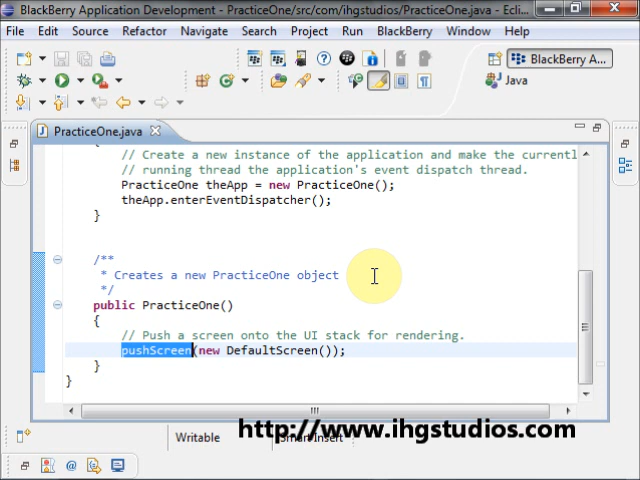 BlackBerry Application Development - PracticeOne/src/com/ihgstudios/PracticeOne.java - Ecli...
File Edit Source Refactor Navigate Search Project Run BlackBerry Window Help
BlackBerry A...
Java
PracticeOne.java
{
// Create a new instance of the application and make the currentl
// running thread the application's event dispatch thread.
PracticeOne theApp = new PracticeOne();
theApp.enterEventDispatcher();
}
/**
* Creates a new PracticeOne object
*/
public PracticeOne()
{
// Push a screen onto the UI stack for rendering.
pushScreen(new DefaultScreen());
}
}
Writable
Smart Insert
http://www.ihgstudios.com